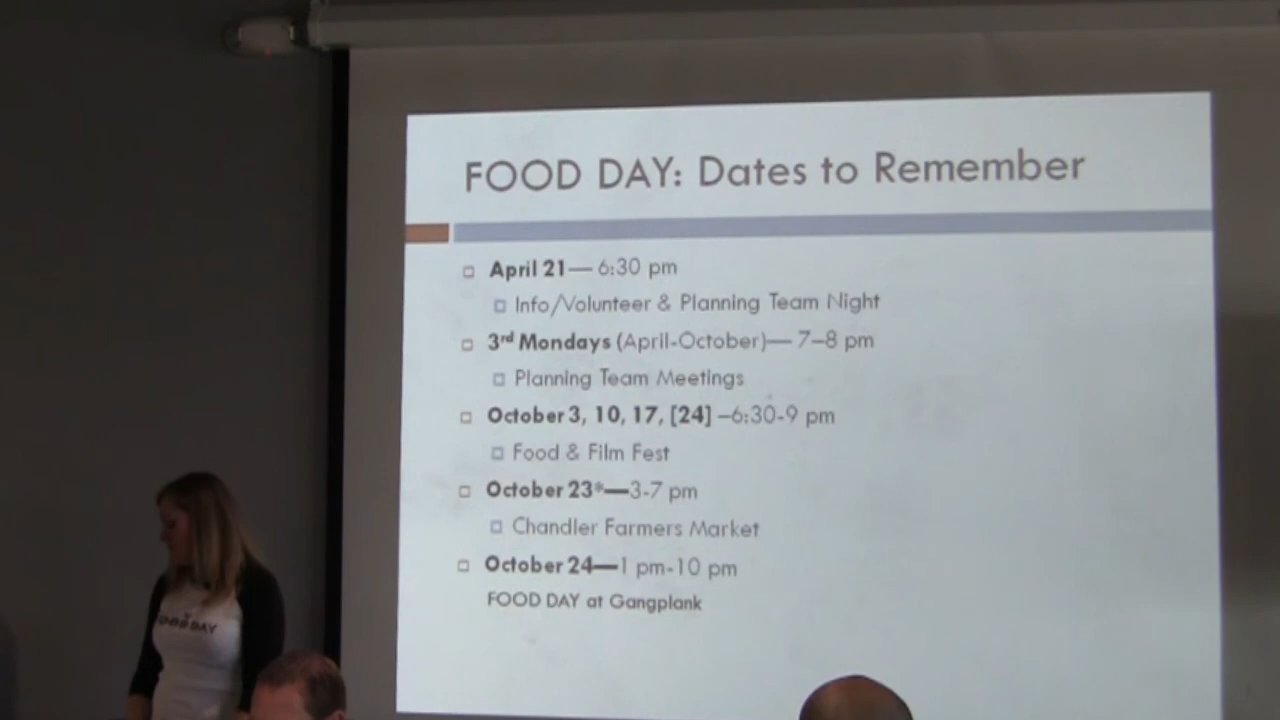 FOOD DAY: Dates to Remember
April 21— 6:30 pm
Info/Volunteer & Planning Team Night
3rd Mondays (April-October)— 7–8 pm
Planning Team Meetings
October 3, 10, 17, [24] –6:30-9 pm
Food & Film Fest
October 23*—3-7 pm
Chandler Farmers Market
October 24—1 pm-10 pm
FOOD DAY at Gangplank
DAY